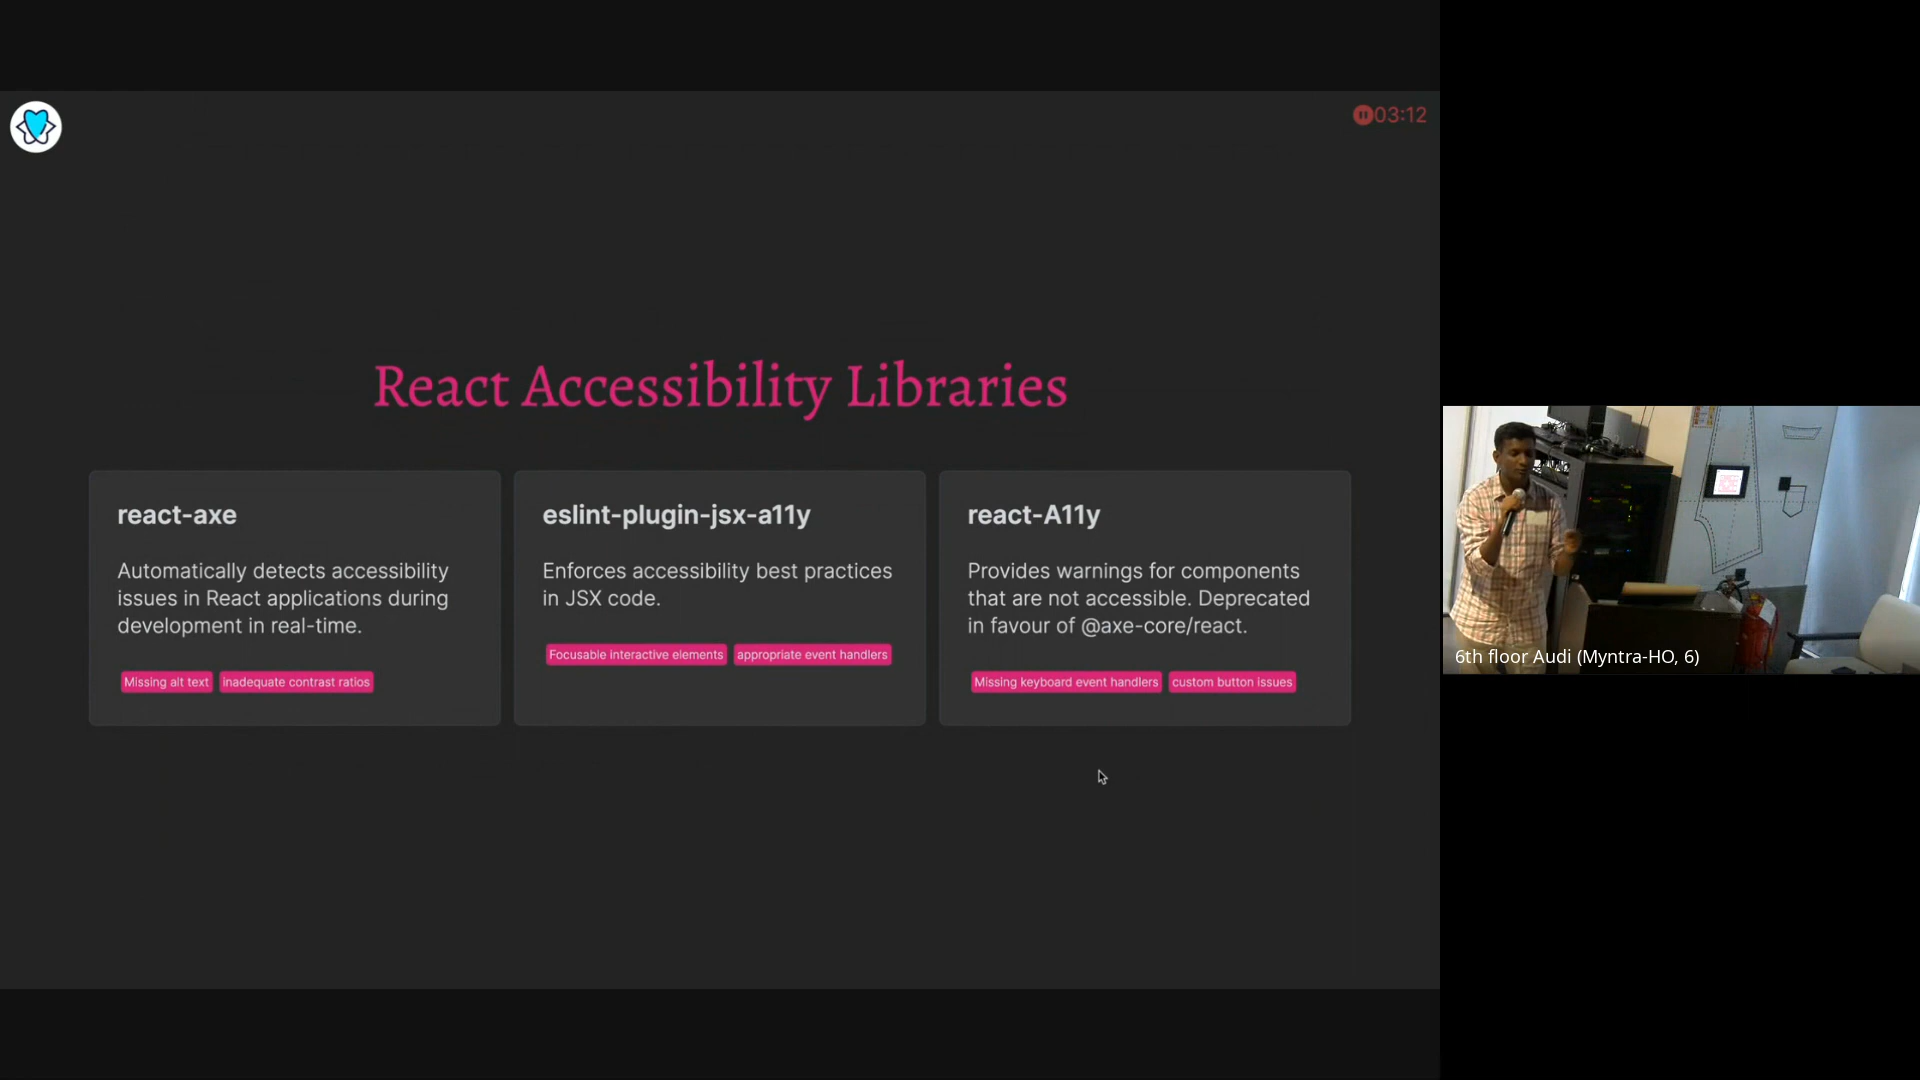 03:12
React Accessibility Libraries
react-axe
Automatically detects accessibility
issues in React applications during
development in real-time.
Missing alt text
inadequate contrast ratios
eslint-plugin-jsx-a11y
Enforces accessibility best practices
in JSX code.
Focusable interactive elements
appropriate event handlers
react-A11y
Provides warnings for components
that are not accessible. Deprecated
in favour of @axe-core/react.
Missing keyboard event handlers
custom button issues
6th floor Audi (Myntra-HO, 6)